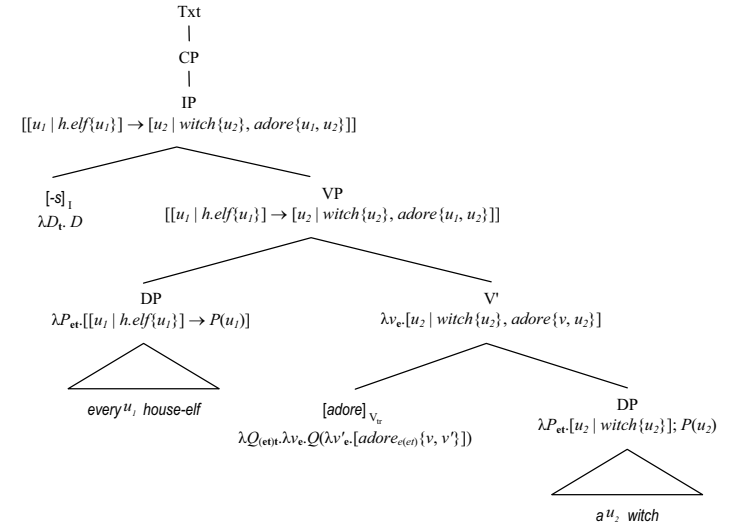 Txt
CP
IP
[[u₁ | h.elf{u₁}] → [u₂ | witch{u₂}, adore{u₁, u₂}]]
[-s] I
λDₜ. D
VP
[[u₁ | h.elf{u₁}] → [u₂ | witch{u₂}, adore{u₁, u₂}]]
DP
λPₑₜ.[[u₁ | h.elf{u₁}] → P(u₁)]
V'
λvₑ.[u₂ | witch{u₂}, adore{v, u₂}]
every u₁ house-elf
[adore] Vtr
λQ(et)t.λvₑ.Q(λv'ₑ.[adoree(et){v, v'}])
DP
λPₑₜ.[u₂ | witch{u₂}]; P(u₂)
a u₂ witch